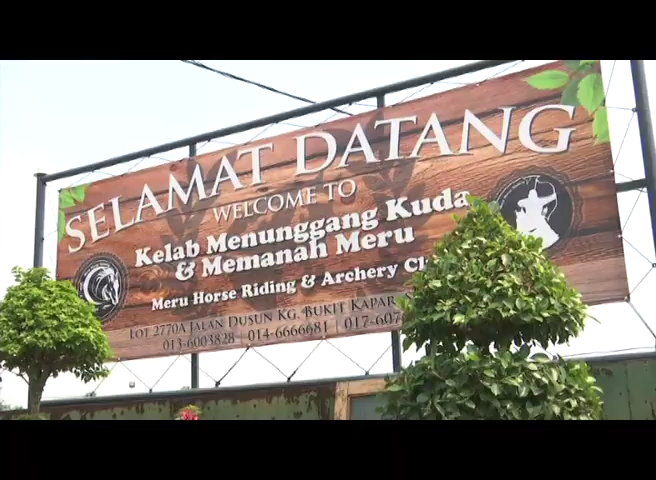 SELAMAT DATANG
WELCOME TO
Kelab Menunggang Kuda
& Memanah Meru
Meru Horse Riding & Archery
LOT 2770A JALAN DUSUN KG. BUKIT KAPAR
013-6003828 | 014-6666681 |